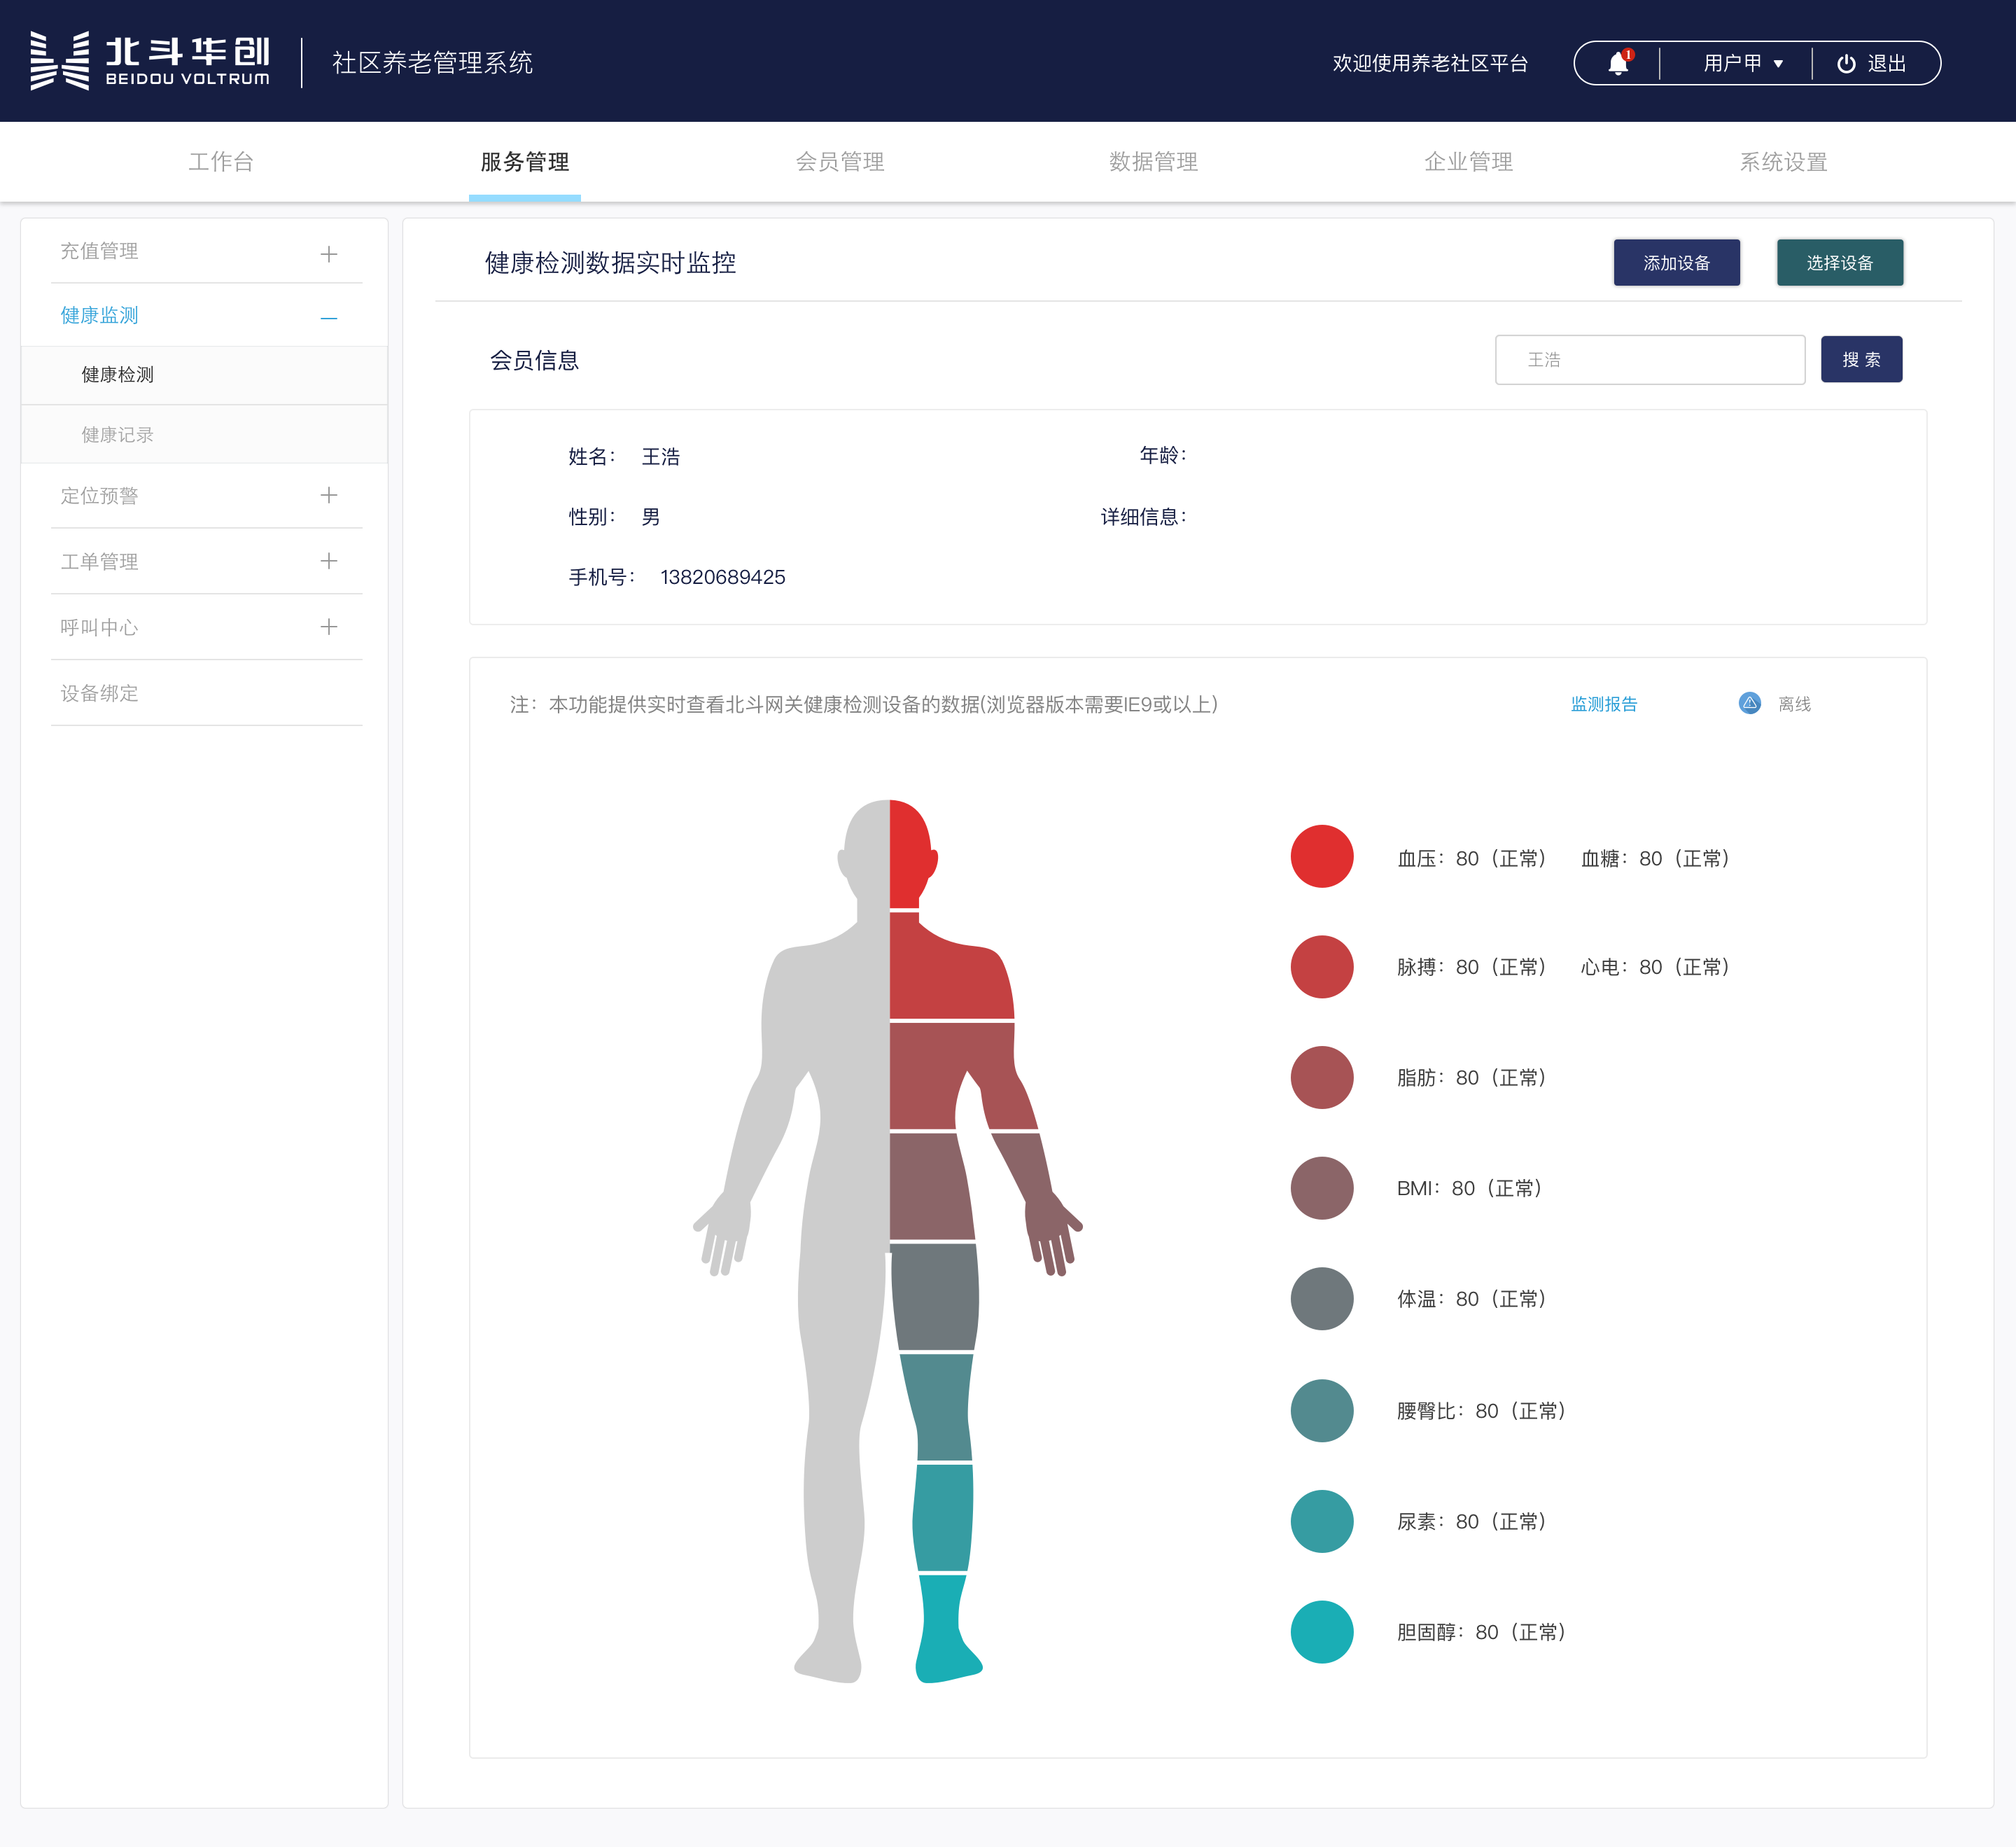 北斗华创
BEIDOU VOLTRUM
社区养老管理系统
欢迎使用养老社区平台
1
用户甲
退出
工作台
服务管理
会员管理
数据管理
企业管理
系统设置
充值管理
健康监测
健康检测
健康记录
定位预警
工单管理
呼叫中心
设备绑定
健康检测数据实时监控
添加设备
选择设备
会员信息
王浩
搜 索
姓名： 王浩
年龄：
性别： 男
详细信息：
手机号： 13820689425
注：本功能提供实时查看北斗网关健康检测设备的数据(浏览器版本需要IE9或以上)
监测报告
离线
血压：80（正常） 血糖：80（正常）
脉搏：80（正常） 心电：80（正常）
脂肪：80（正常）
BMI：80（正常）
体温：80（正常）
腰臀比：80（正常）
尿素：80（正常）
胆固醇：80（正常）